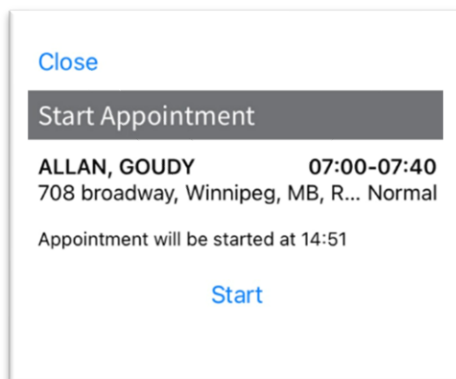 Close
Start Appointment
ALLAN, GOUDY 07:00-07:40
708 broadway, Winnipeg, MB, R... Normal
Appointment will be started at 14:51
Start